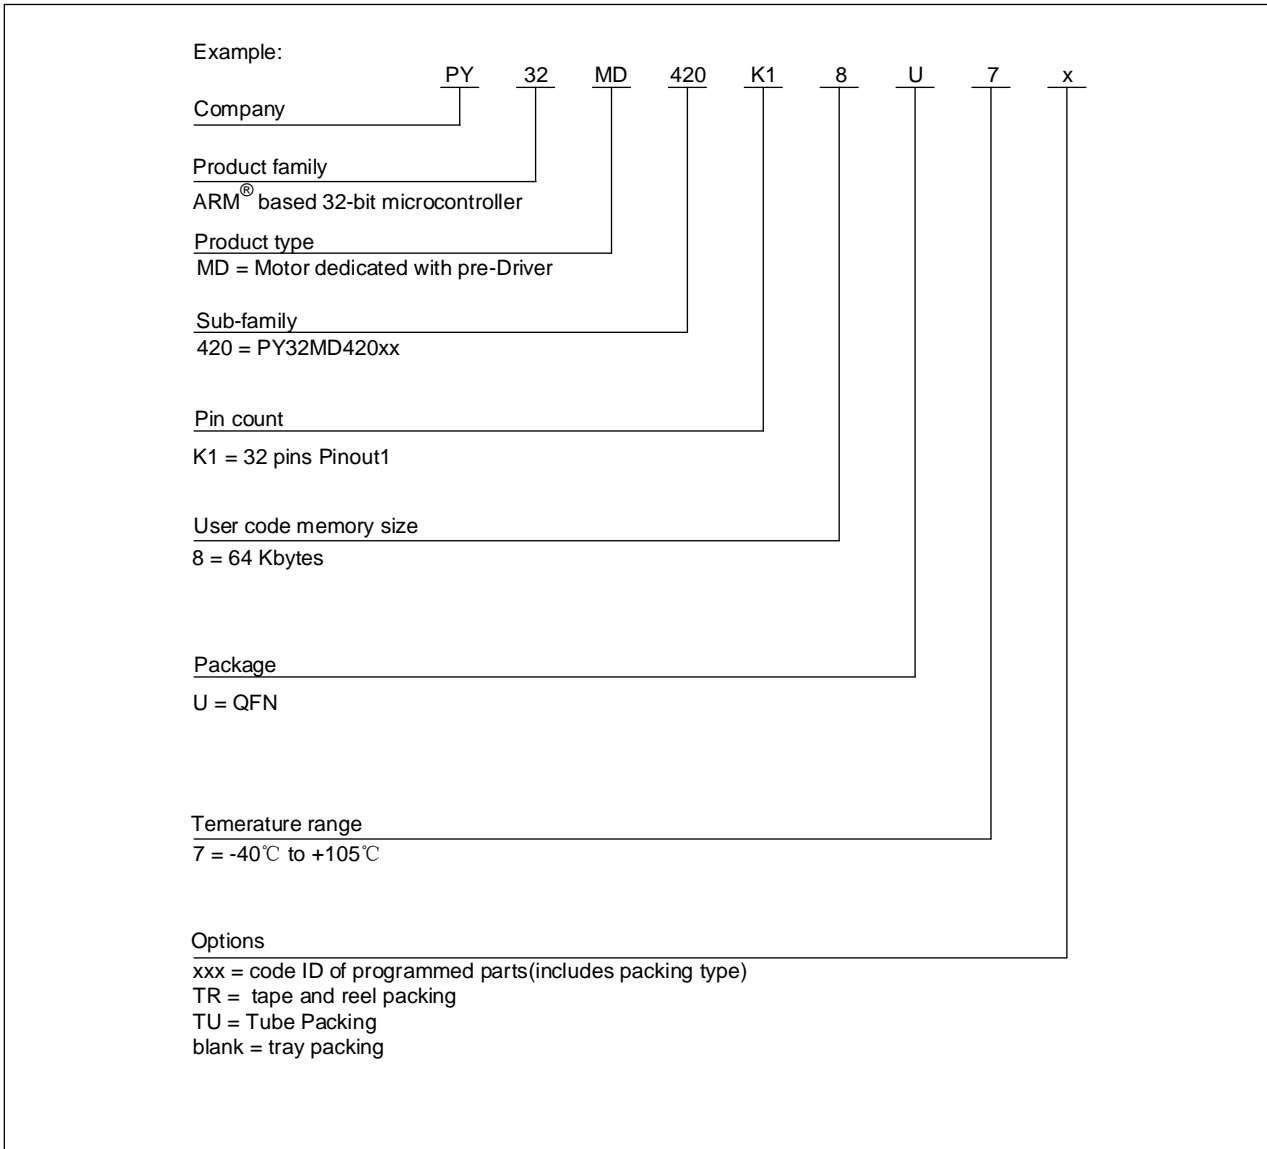 Example:
PY 32 MD 420 K1 8 U 7 x
Company
Product family
ARM® based 32-bit microcontroller
Product type
MD = Motor dedicated with pre-Driver
Sub-family
420 = PY32MD420xx
Pin count
K1 = 32 pins Pinout1
User code memory size
8 = 64 Kbytes
Package
U = QFN
Temerature range
7 = -40℃ to +105℃
Options
xxx = code ID of programmed parts(includes packing type)
TR = tape and reel packing
TU = Tube Packing
blank = tray packing